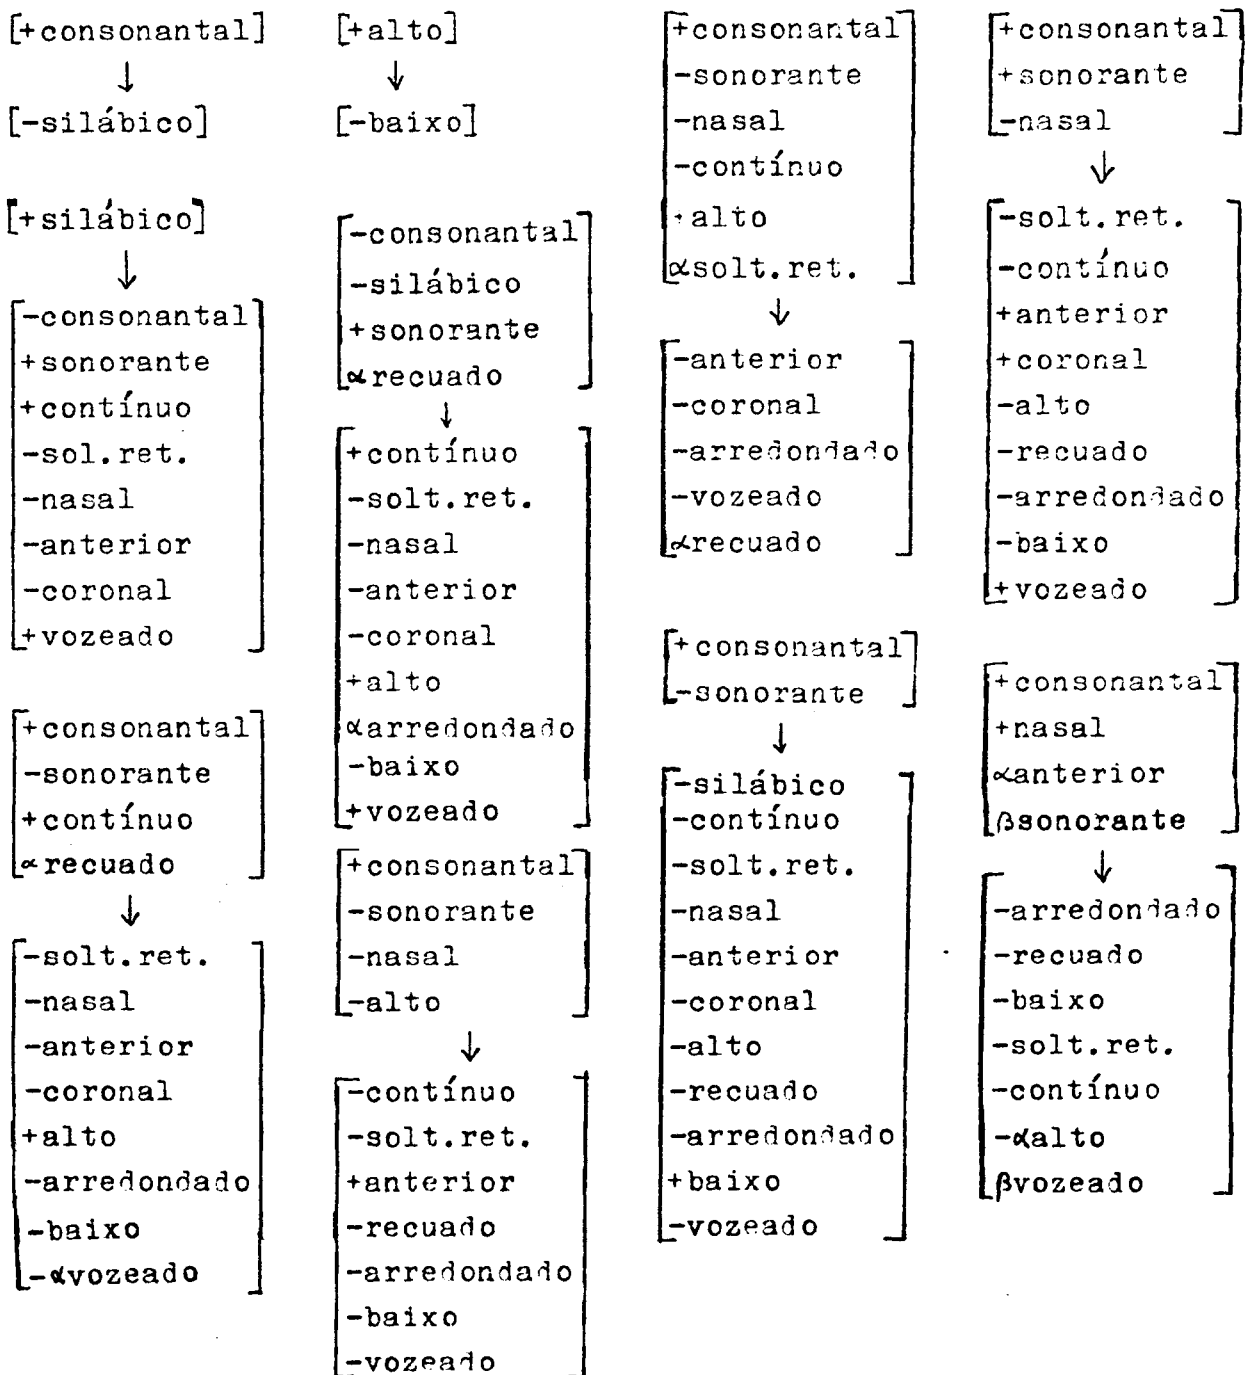 [+consonantal]
↓
[-silábico]
[+silábico]
↓
[-consonantal
+sonorante
+contínuo
-sol.ret.
-nasal
-anterior
-coronal
+vozeado]
[+consonantal
-sonorante
+contínuo
αrecuado]
↓
[-solt.ret.
-nasal
-anterior
-coronal
+alto
-arredondado
-baixo
-αvozeado]
[+alto]
↓
[-baixo]
[-consonantal
-silábico
+sonorante
αrecuado]
↓
[+contínuo
-solt.ret.
-nasal
-anterior
-coronal
+alto
αarredondado
-baixo
+vozeado]
[+consonantal
-sonorante
-nasal
-alto]
↓
[-contínuo
-solt.ret.
+anterior
-recuado
-arredondado
-baixo
-vozeado
[+consonantal
-sonorante
-nasal
-contínuo
+alto
αsolt.ret.]
↓
[-anterior
-coronal
-arredondado
-vozeado
αrecuado]
[+consonantal
-sonorante]
↓
[-silábico
-contínuo
-solt.ret.
-nasal
-anterior
-coronal
-alto
-recuado
-arredondado
+baixo
-vozeado]
[+consonantal
+sonorante
-nasal]
↓
[-solt.ret.
-contínuo
+anterior
+coronal
-alto
-recuado
-arredondado
-baixo
+vozeado]
[+consonantal
+nasal
αanterior
βsonorante]
↓
[-arredondado
-recuado
-baixo
-solt.ret.
-contínuo
-αalto
βvozeado]